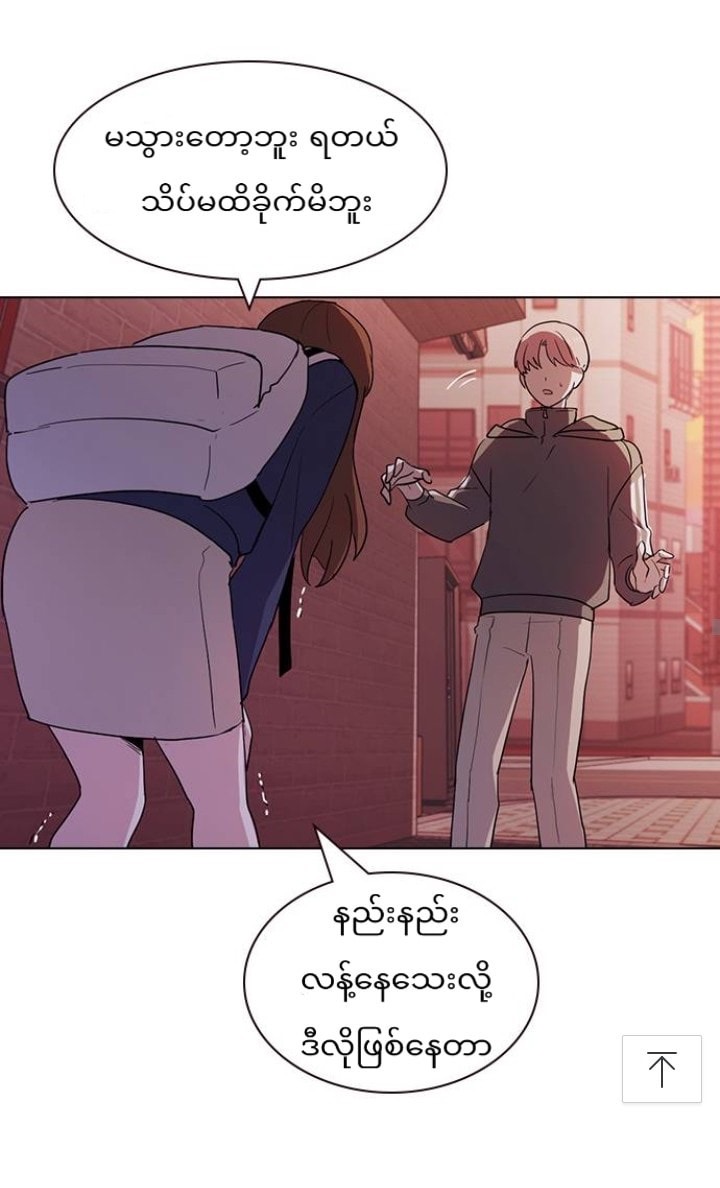 မသွားတော့ဘူး ရတယ်
သိပ်မထိခိုက်မိဘူး
နည်းနည်း
လန့်နေသေးလို့
ဒီလိုဖြစ်နေတာ